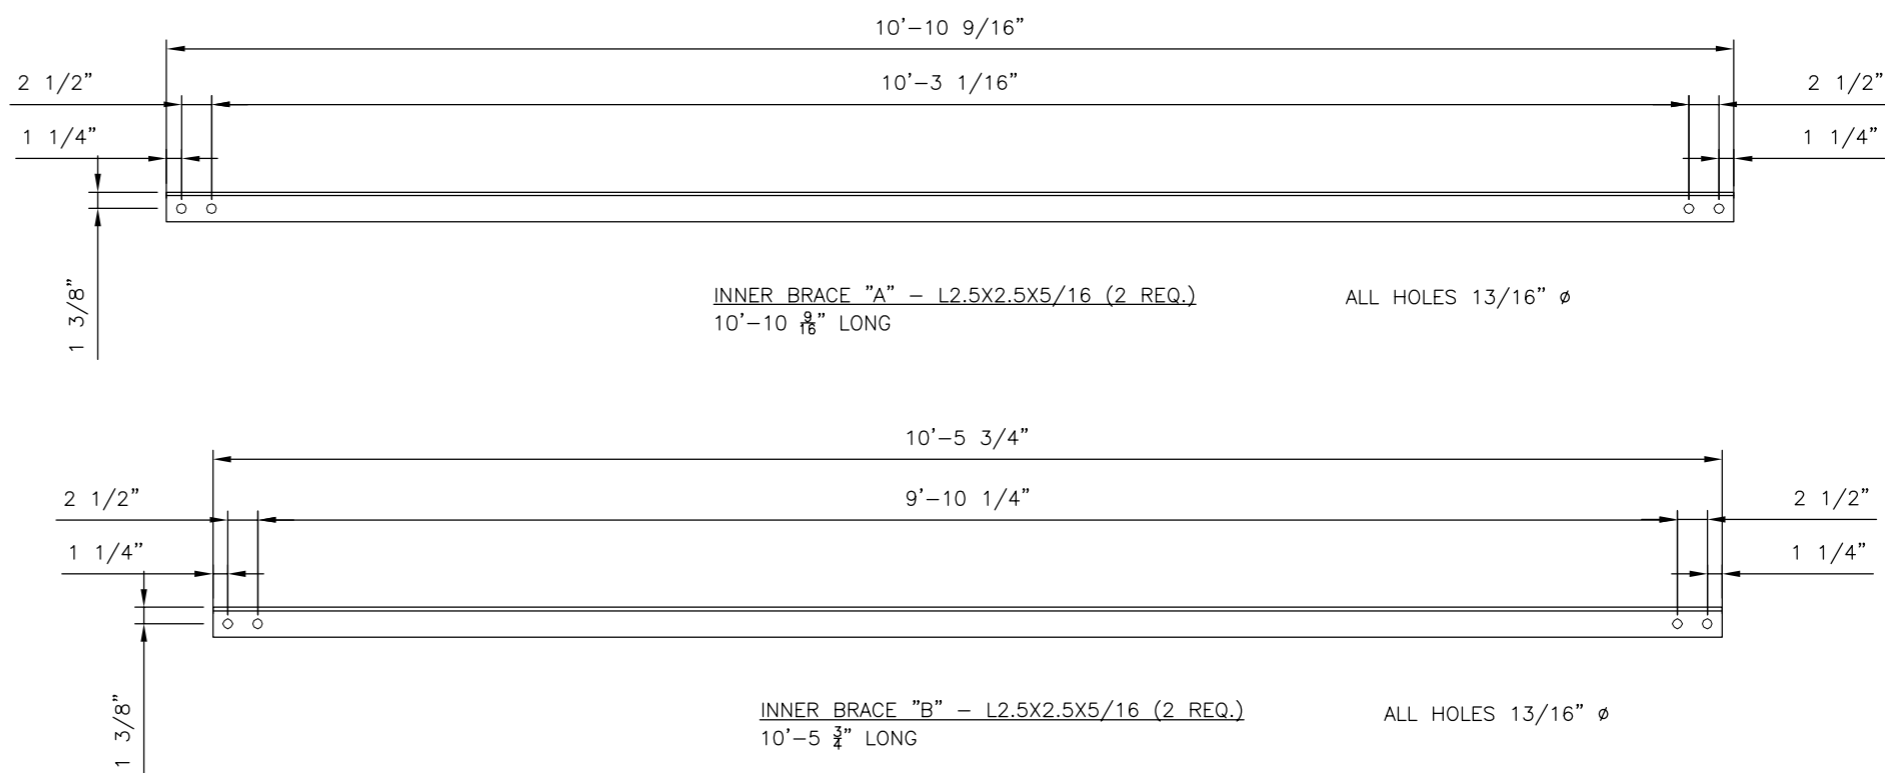 10'-10 9/16"
2 1/2" 10'-3 1/16" 2 1/2"
1 1/4" 1 1/4"
1 3/8"
INNER BRACE "A" - L2.5X2.5X5/16 (2 REQ.) ALL HOLES 13/16" ø
10'-10 9/16" LONG
10'-5 3/4"
2 1/2" 9'-10 1/4" 2 1/2"
1 1/4" 1 1/4"
1 3/8"
INNER BRACE "B" - L2.5X2.5X5/16 (2 REQ.) ALL HOLES 13/16" ø
10'-5 3/4" LONG